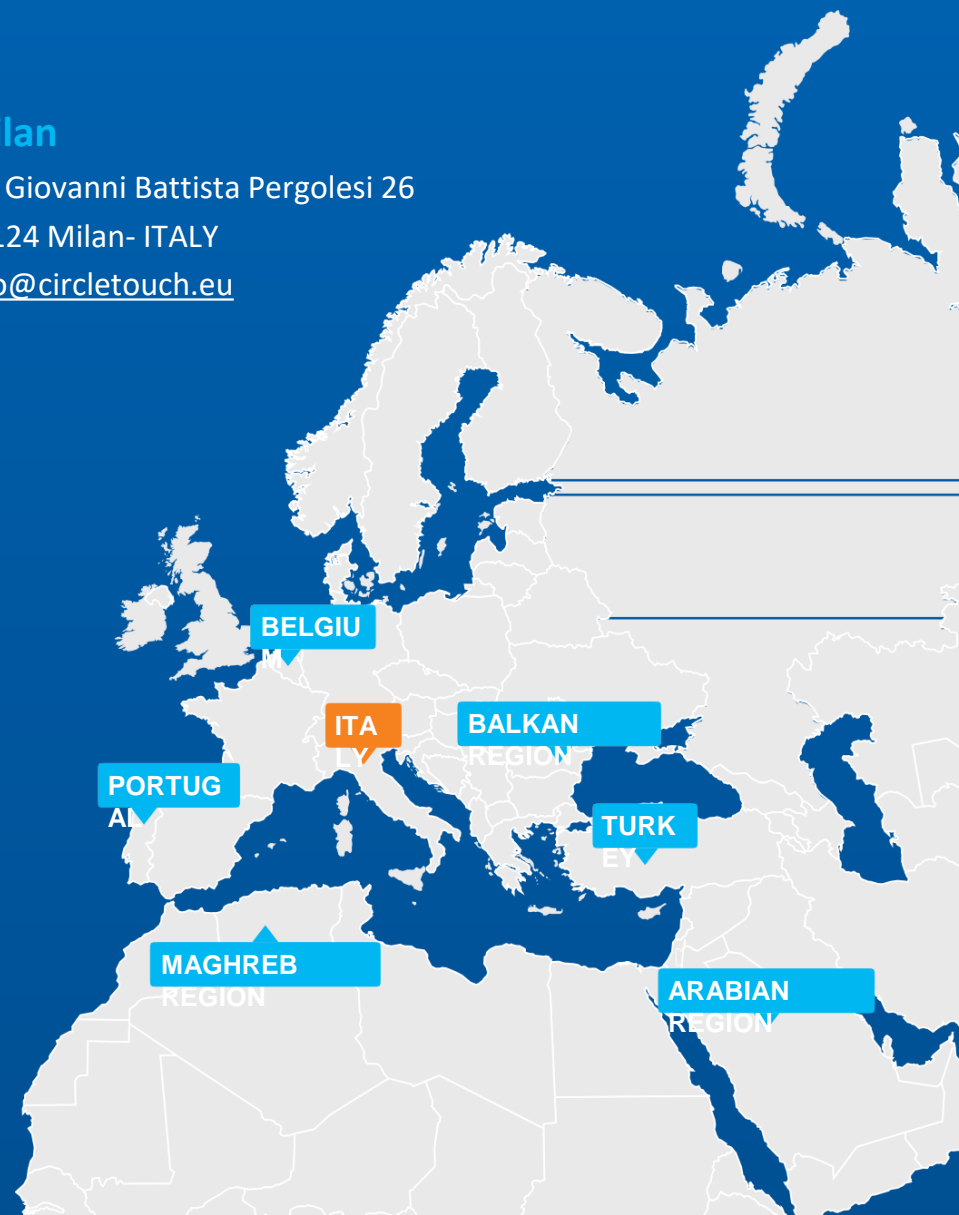 ilan
Giovanni Battista Pergolesi 26
124 Milan- ITALY
o@circletouch.eu
BELGIU
M
ITA
LY
BALKAN
REGION
PORTUG
AL
TURK
EY
MAGHREB
REGION
ARABIAN
REGION